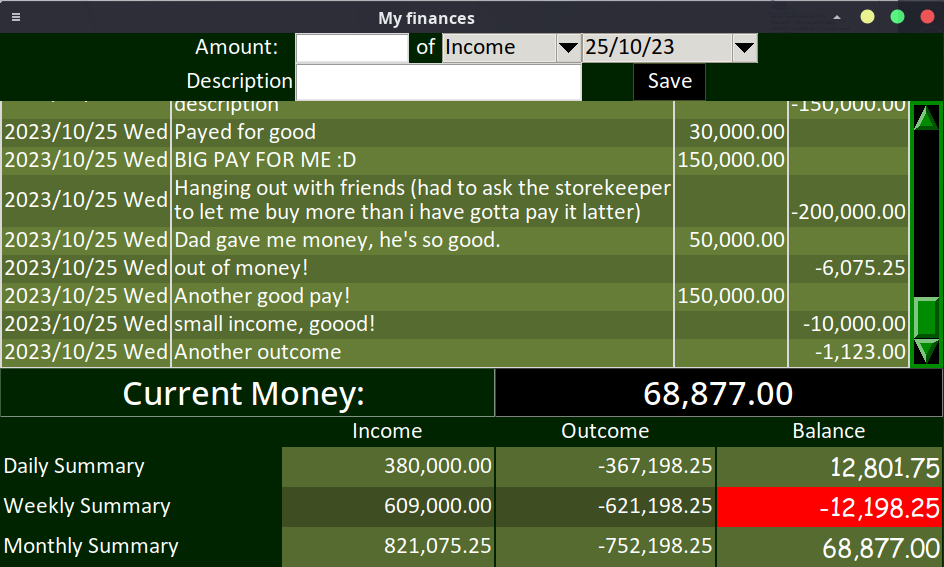 My finances
Amount: of Income 25/10/23
Description Save
description -150,000.00
2023/10/25 Wed Payed for good 30,000.00
2023/10/25 Wed BIG PAY FOR ME :D 150,000.00
2023/10/25 Wed Hanging out with friends (had to ask the storekeeper
to let me buy more than i have gotta pay it latter) -200,000.00
2023/10/25 Wed Dad gave me money, he's so good. 50,000.00
2023/10/25 Wed out of money! -6,075.25
2023/10/25 Wed Another good pay! 150,000.00
2023/10/25 Wed small income, goood! -10,000.00
2023/10/25 Wed Another outcome -1,123.00
Current Money: 68,877.00
Income Outcome Balance
Daily Summary 380,000.00 -367,198.25 12,801.75
Weekly Summary 609,000.00 -621,198.25 -12,198.25
Monthly Summary 821,075.25 -752,198.25 68,877.00